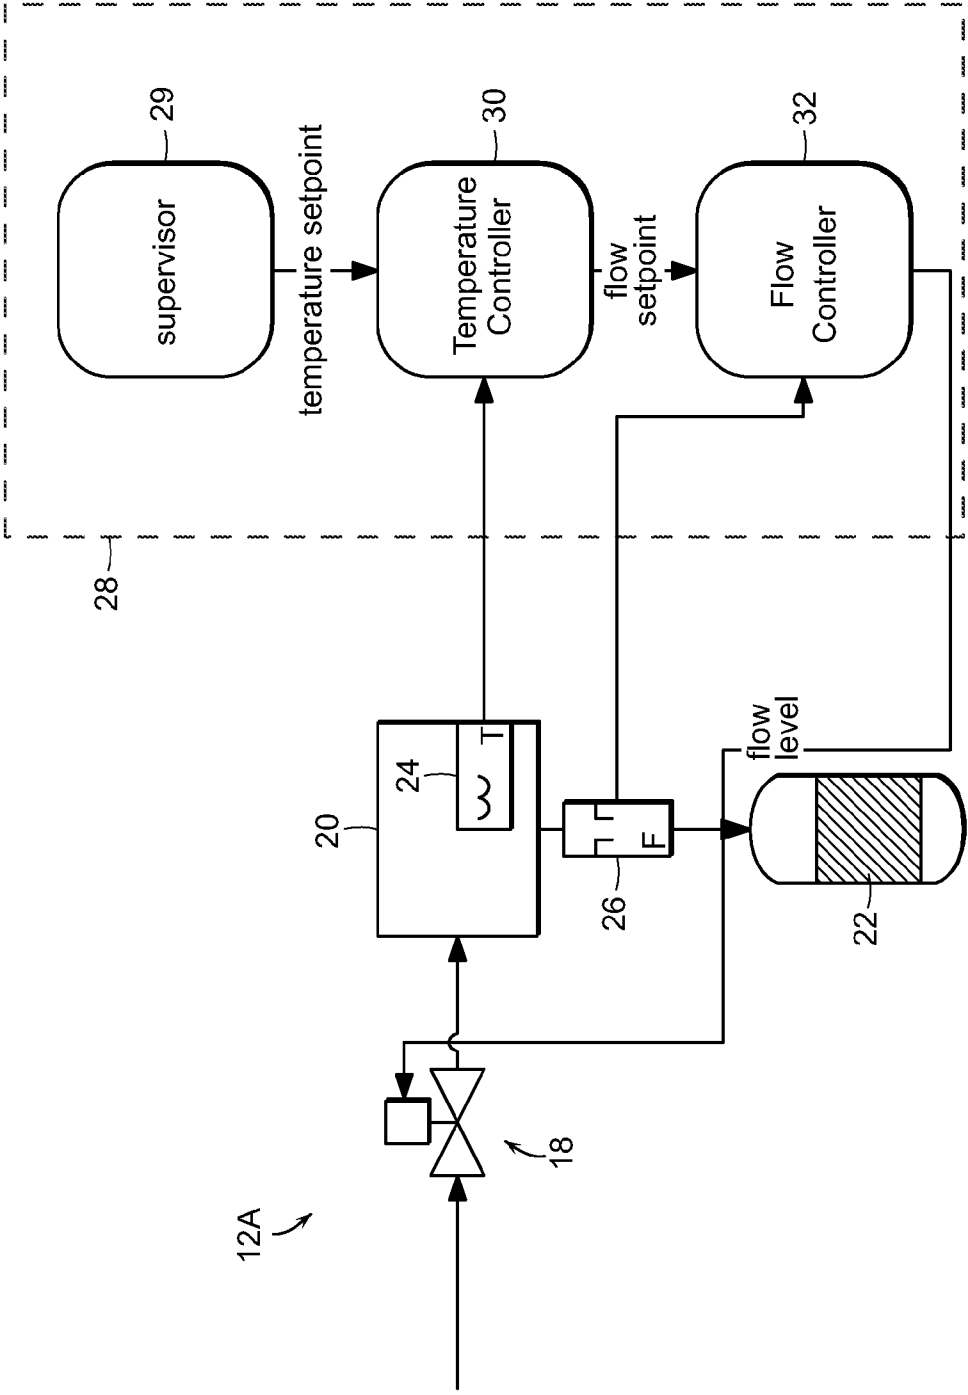 29
supervisor
temperature setpoint
30
Temperature
Controller
flow
setpoint
32
Flow
Controller
28
20
24
T
26
F
flow
level
22
18
12A